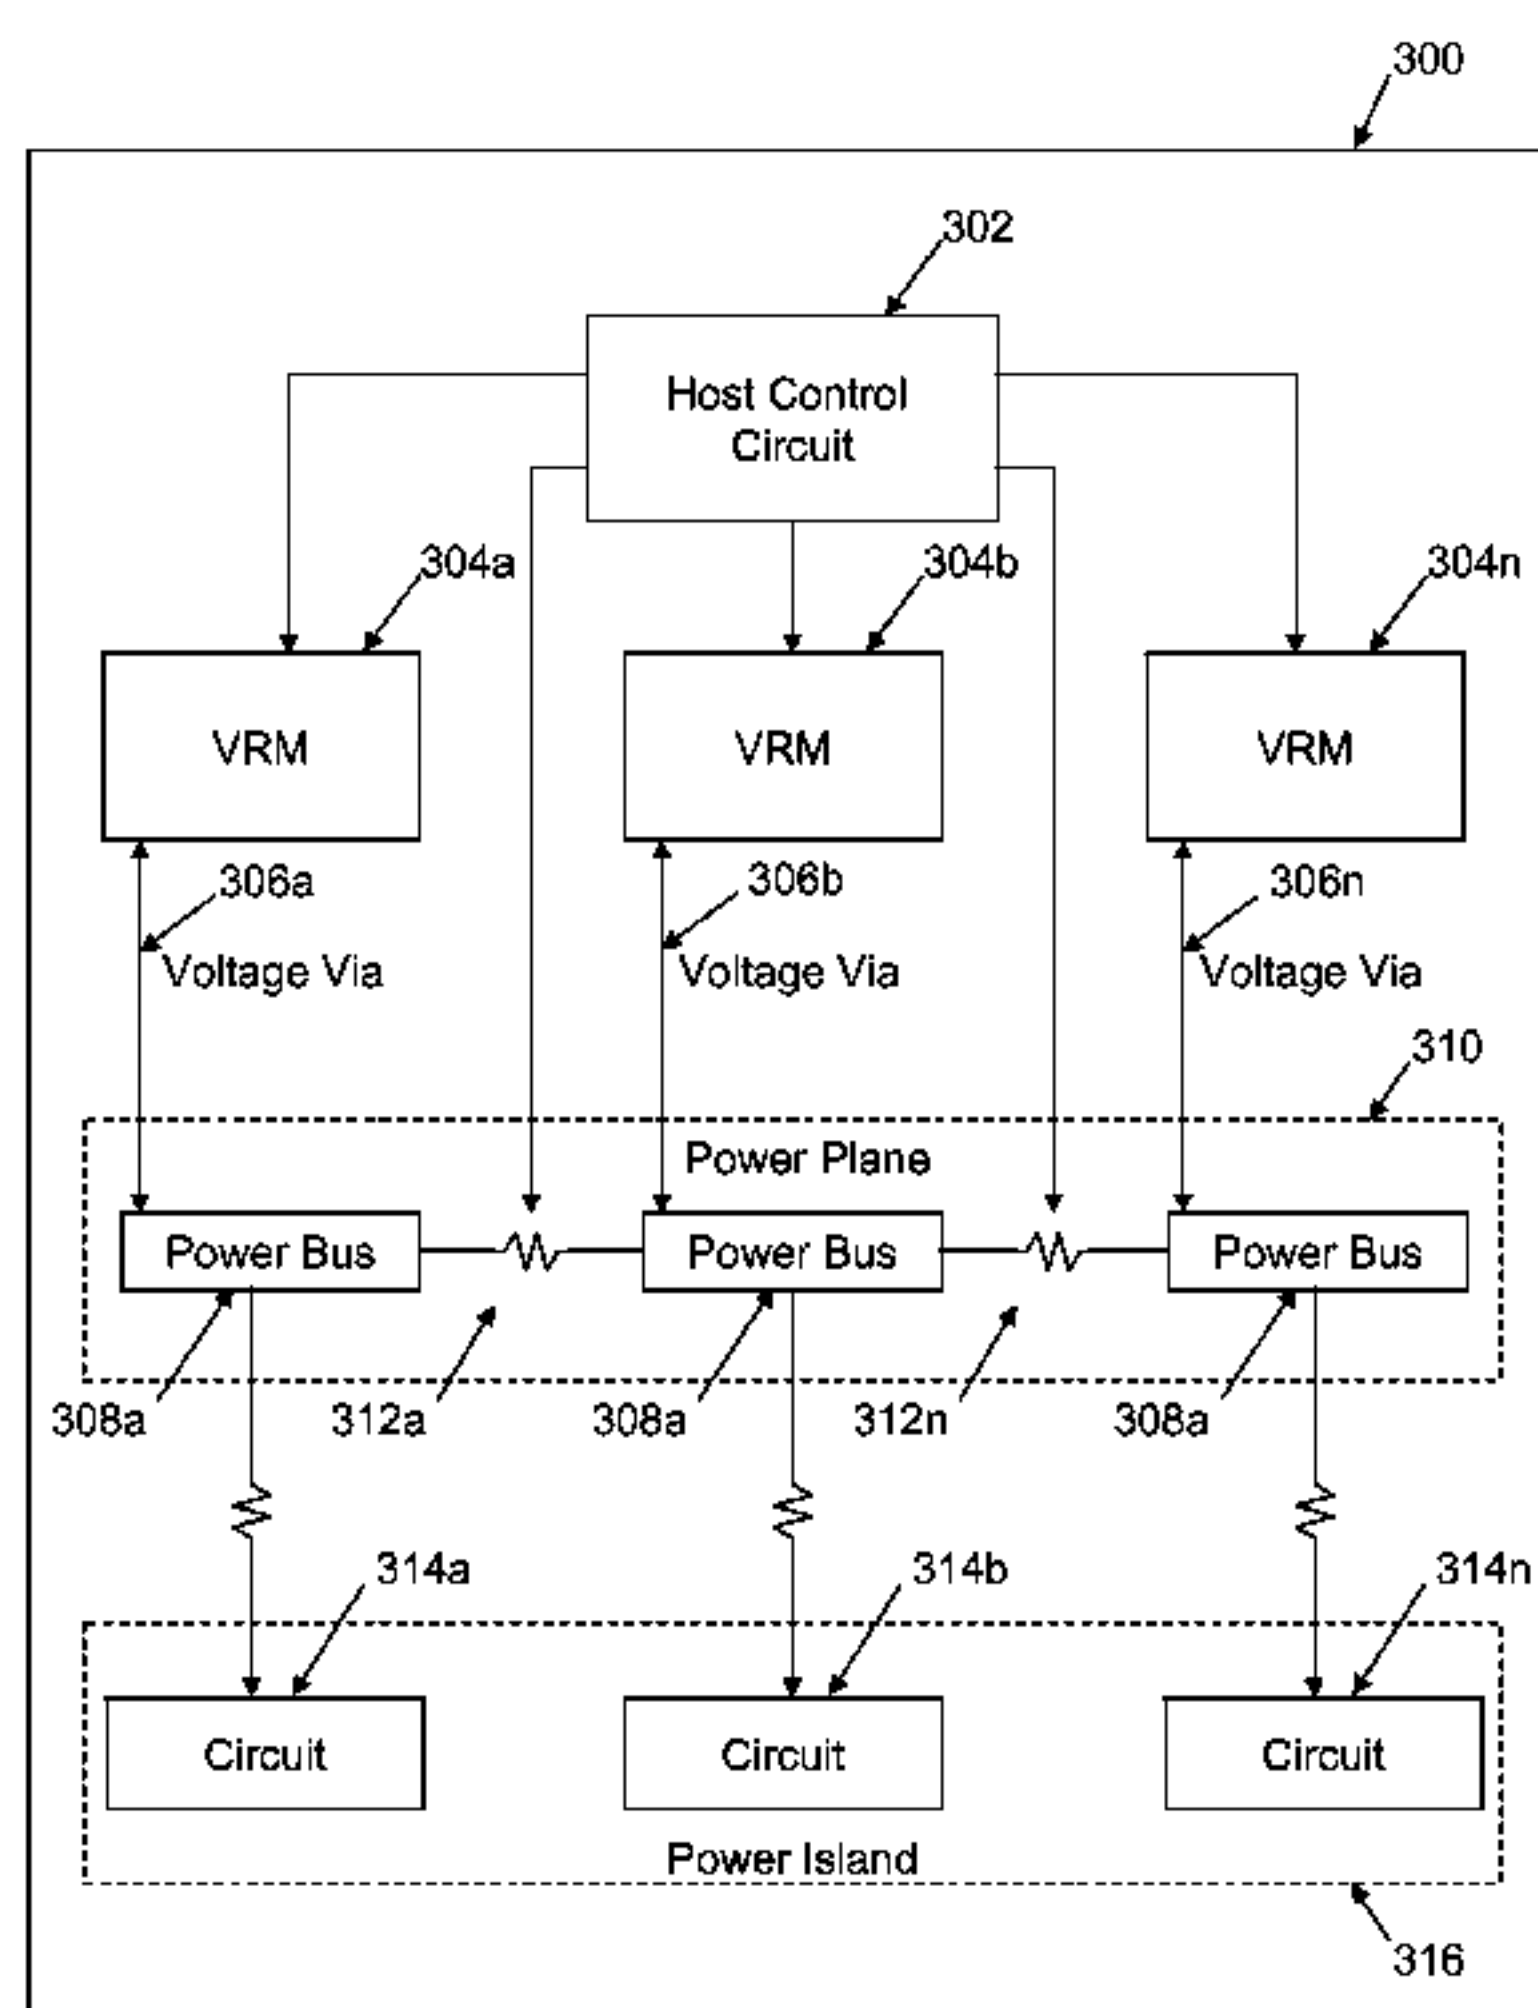 300
302
Host Control
Circuit
304a
304b
304n
VRM
VRM
VRM
306a
306b
306n
Voltage Via
Voltage Via
Voltage Via
310
Power Plane
Power Bus
Power Bus
Power Bus
308a
312a
308a
312n
308a
314a
314b
314n
Circuit
Circuit
Circuit
Power Island
316